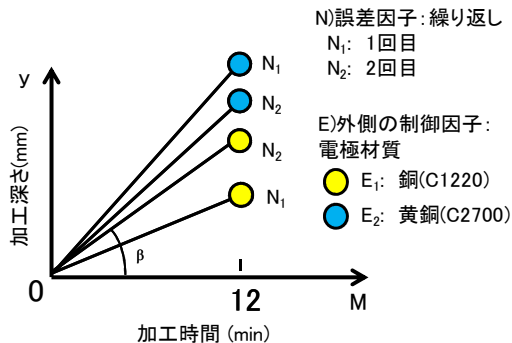 N)誤差因子:繰り返し
N₁: 1回目
N₂: 2回目
E)外側の制御因子:
電極材質
E₁: 銅(C1220)
E₂: 黄銅(C2700)
y
加工深さ(mm)
N₁
N₂
N₂
N₁
β
0
12
M
加工時間 (min)